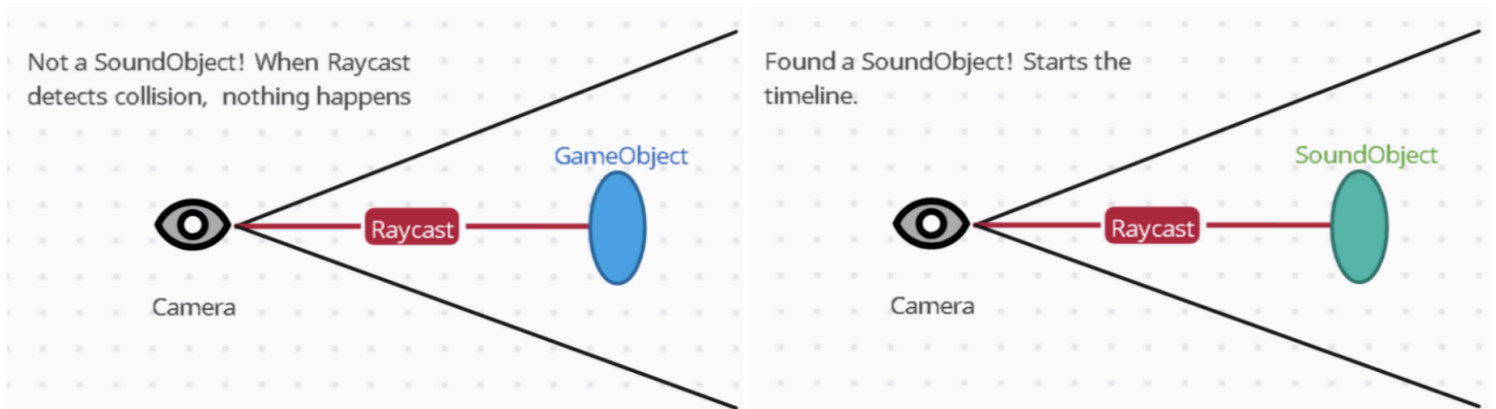 Not a SoundObject! When Raycast
detects collision, nothing happens
GameObject
Raycast
Camera
Found a SoundObject! Starts the
timeline.
SoundObject
Raycast
Camera